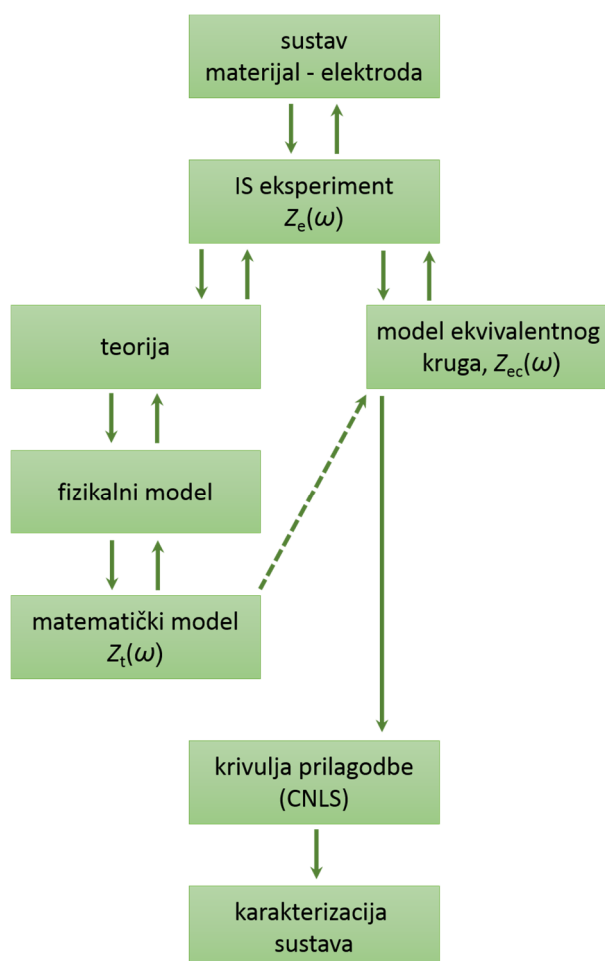 sustav
materijal - elektroda
IS eksperiment
Zₑ(ω)
teorija
model ekvivalentnog
kruga, Z_ec(ω)
fizikalni model
matematički model
Zₜ(ω)
krivulja prilagodbe
(CNLS)
karakterizacija
sustava